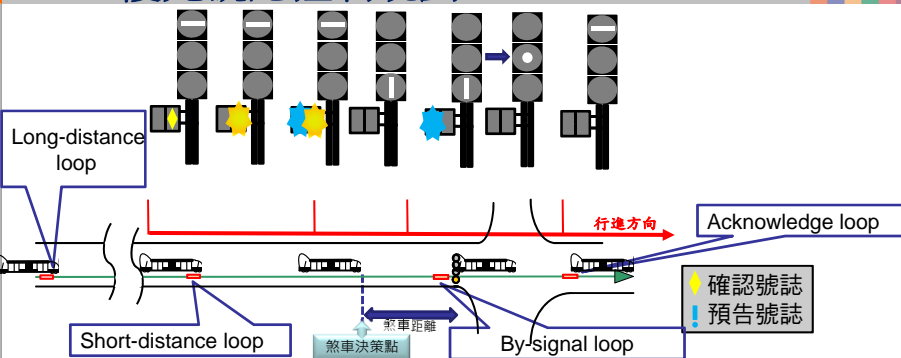 Long-distance
loop
行進方向
Acknowledge loop
確認號誌
預告號誌
煞車距離
Short-distance loop
煞車決策點
By-signal loop